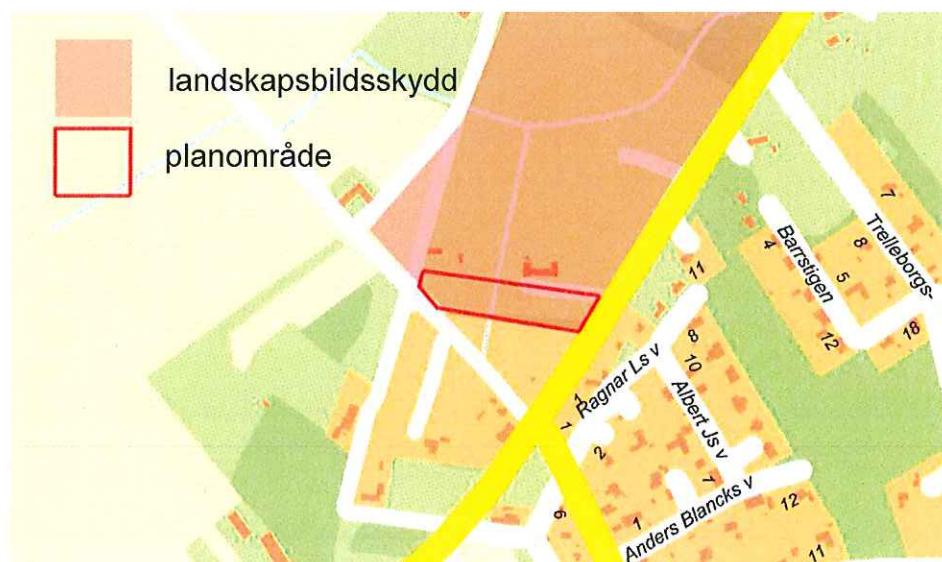 landskapsbildsskydd
planområde
7
Trelleborgs-
Barrstigen
4
8
5
11
12
18
8
Ragnar Ls v
10
Albert Js v
1
1
2
7
12
Anders Blancks v
6
1
11